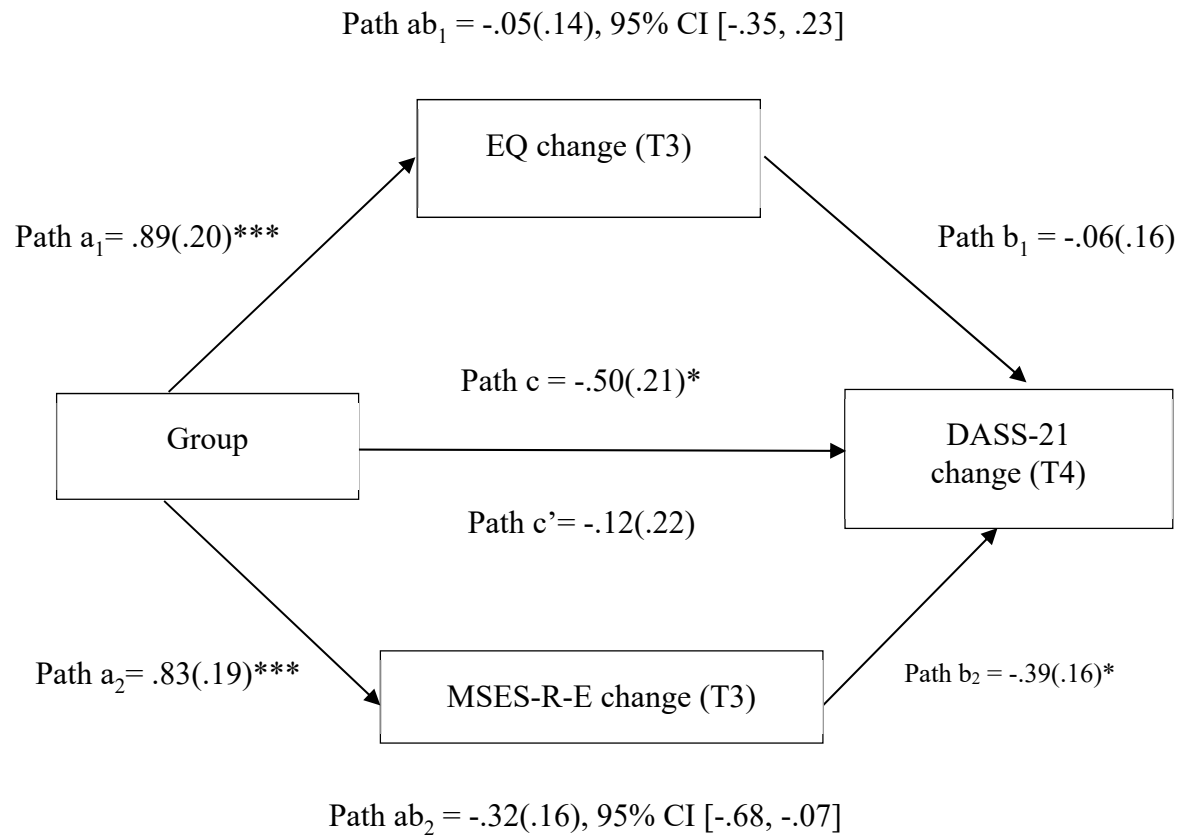 Path ab₁ = -.05(.14), 95% CI [-.35, .23]
EQ change (T3)
Path a₁= .89(.20)***
Path b₁ = -.06(.16)
Path c = -.50(.21)*
Group
DASS-21
change (T4)
Path c’= -.12(.22)
Path a₂= .83(.19)***
MSES-R-E change (T3)
Path b₂ = -.39(.16)*
Path ab₂ = -.32(.16), 95% CI [-.68, -.07]